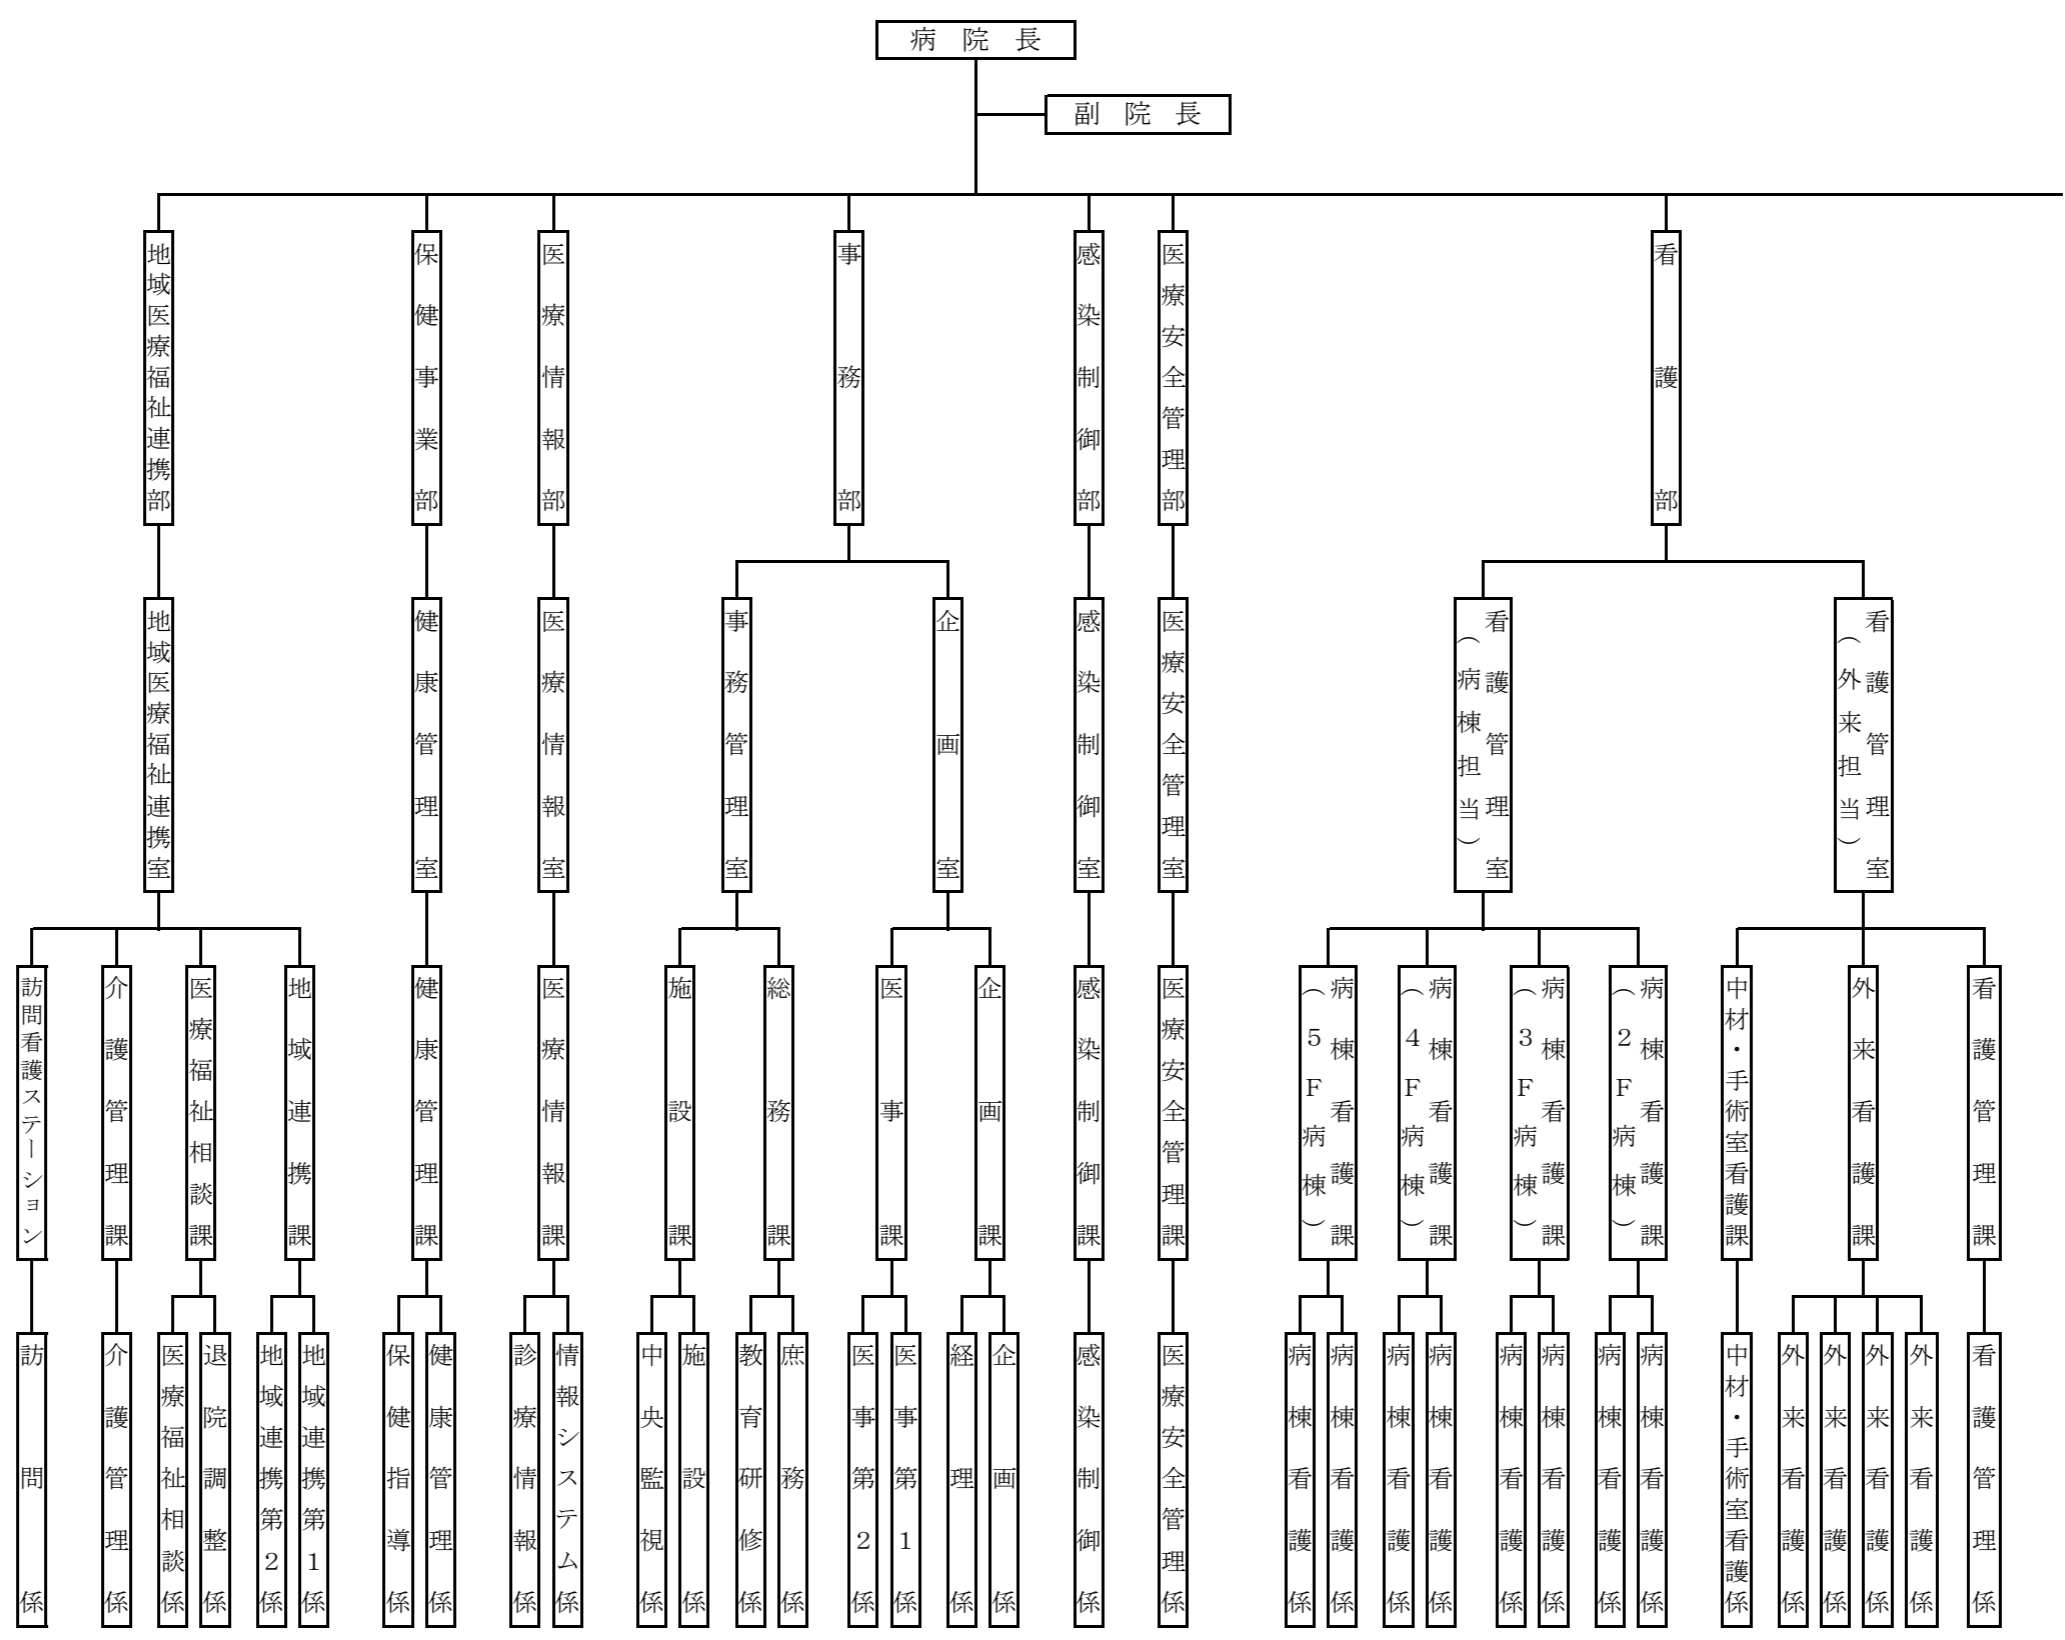 病院長
副院長
地域医療福祉連携部
保健事業部
医療情報部
事務部
感染制御部
医療安全管理部
看護部
地域医療福祉連携室
健康管理室
医療情報室
事務管理室
企画室
感染制御室
医療安全管理室
看護管理室
（病棟担当）
看護管理室
（外来担当）
訪問看護ステーション
介護管理課
医療福祉相談課
地域連携課
健康管理課
医療情報課
施設課
総務課
医事課
企画課
感染制御課
医療安全管理課
病棟看護課
（5F病棟）
病棟看護課
（4F病棟）
病棟看護課
（3F病棟）
病棟看護課
（2F病棟）
中材・手術室看護課
外来看護課
看護管理課
訪問係
介護管理係
医療福祉相談係
退院調整係
地域連携第2係
地域連携第1係
保健指導係
健康管理係
診療情報係
情報システム係
中央監視係
施設係
教育研修係
庶務係
医事第2係
医事第1係
経理係
企画係
感染制御係
医療安全管理係
病棟看護係
病棟看護係
病棟看護係
病棟看護係
病棟看護係
病棟看護係
病棟看護係
病棟看護係
中材・手術室看護係
外来看護係
外来看護係
外来看護係
外来看護係
看護管理係